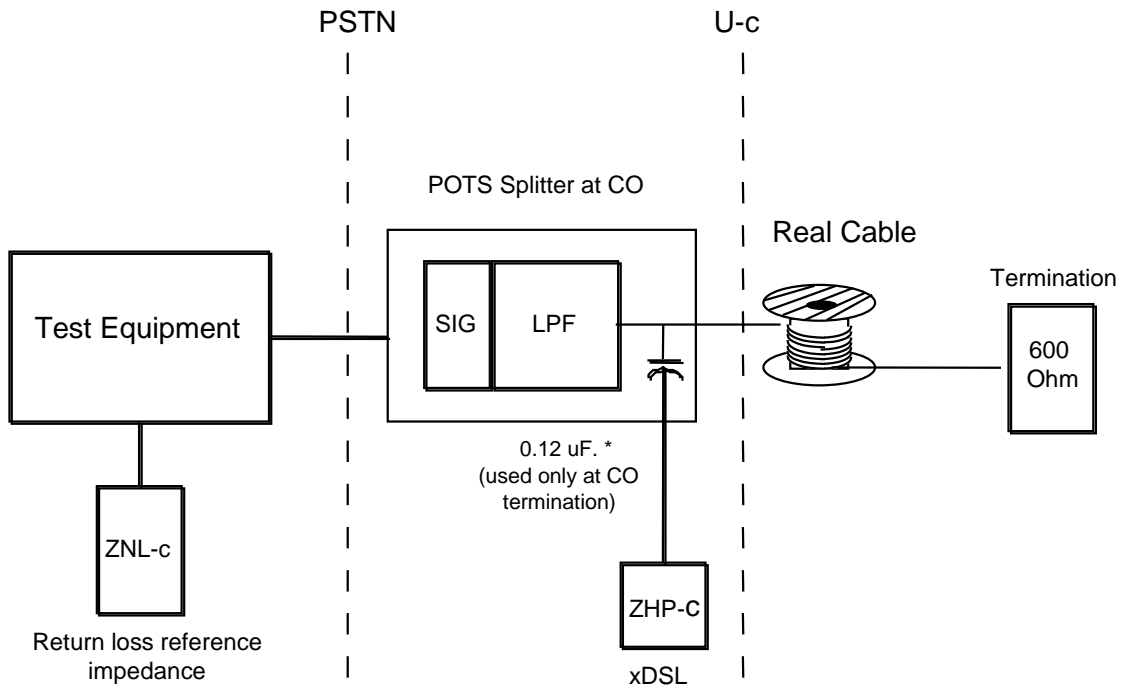 PSTN
U-c
POTS Splitter at CO
Real Cable
Termination
Test Equipment
SIG
LPF
600
Ohm
0.12 uF. *
(used only at CO
termination)
ZNL-c
ZHP-c
Return loss reference
impedance
xDSL